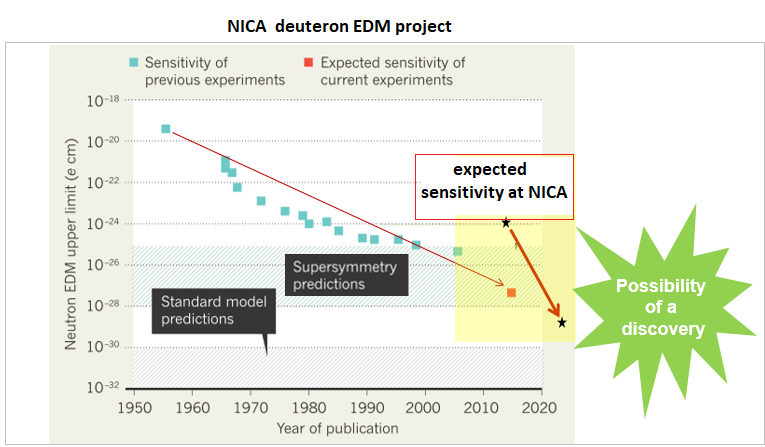 NICA deuteron EDM project
Sensitivity of
previous experiments
Expected sensitivity of
current experiments
10⁻¹⁸
10⁻²⁰
10⁻²²
10⁻²⁴
10⁻²⁶
10⁻²⁸
10⁻³⁰
10⁻³²
Neutron EDM upper limit (e cm)
expected
sensitivity at NICA
Supersymmetry
predictions
Standard model
predictions
Possibility
of a
discovery
1950 1960 1970 1980 1990 2000 2010 2020
Year of publication